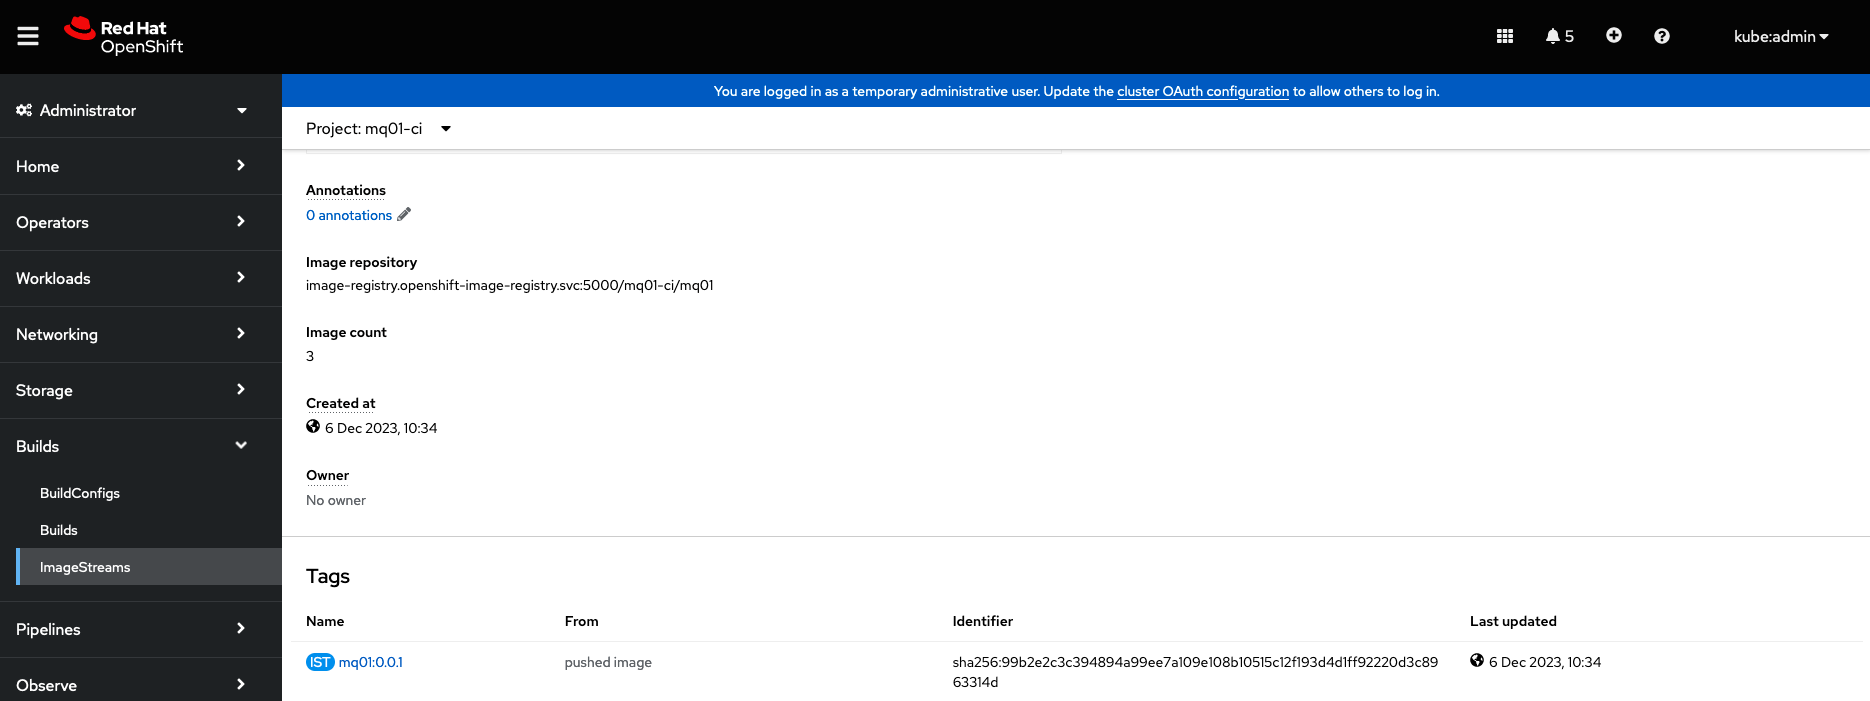 Red Hat
OpenShift
5
kube:admin
Administrator
Home
Operators
Workloads
Networking
Storage
Builds
BuildConfigs
Builds
ImageStreams
Pipelines
Observe
You are logged in as a temporary administrative user. Update the cluster OAuth configuration to allow others to log in.
Project: mq01-ci
Annotations
0 annotations
Image repository
image-registry.openshift-image-registry.svc:5000/mq01-ci/mq01
Image count
3
Created at
6 Dec 2023, 10:34
Owner
No owner
Tags
Name From Identifier Last updated
IST mq01:0.0.1 pushed image sha256:99b2e2c3c394894a99ee7a109e108b10515c12f193d4d1ff92220d3c89 6 Dec 2023, 10:34
63314d